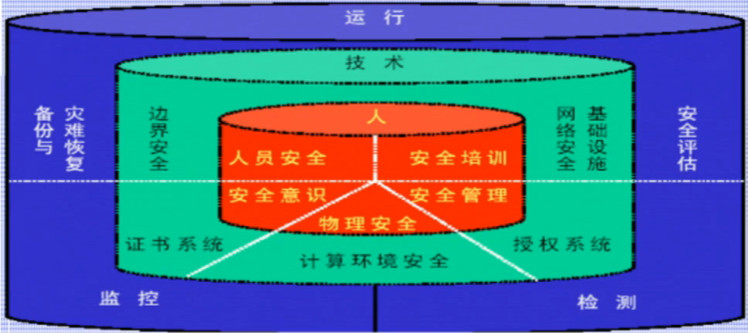 运行
技术
人
备份与
灾难恢复
边界安全
人员安全
安全培训
网络安全
基础设施
安全评估
安全意识
安全管理
物理安全
证书系统
授权系统
计算环境安全
监控
检测